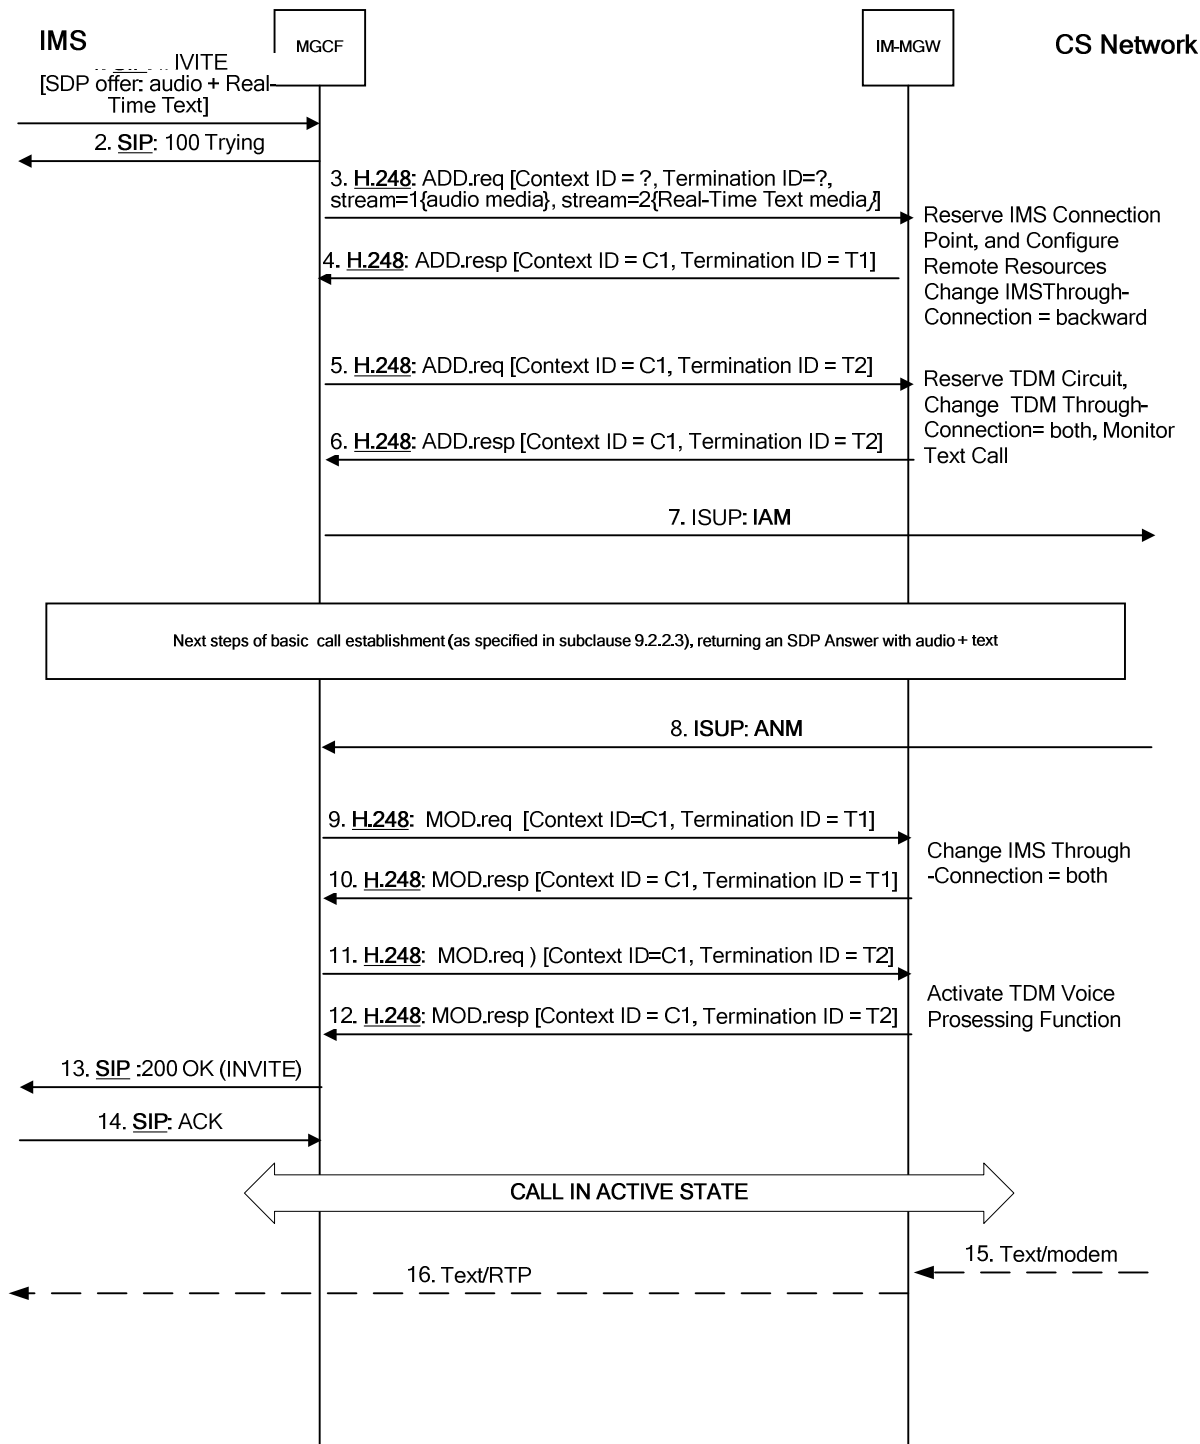 IMS
MGCF
IM-MGW
CS Network
[SDP offer: audio + Real-
Time Text]
2. SIP: 100 Trying
3. H.248: ADD.req [Context ID = ?, Termination ID=?,
stream=1{audio media}, stream=2{Real-Time Text media}]
Reserve IMS Connection
Point, and Configure
Remote Resources
Change IMSThrough-
Connection = backward
4. H.248: ADD.resp [Context ID = C1, Termination ID = T1]
5. H.248: ADD.req [Context ID = C1, Termination ID = T2]
Reserve TDM Circuit,
Change TDM Through-
Connection= both, Monitor
Text Call
6. H.248: ADD.resp [Context ID = C1, Termination ID = T2]
7. ISUP: IAM
Next steps of basic call establishment (as specified in subclause 9.2.2.3), returning an SDP Answer with audio + text
8. ISUP: ANM
9. H.248: MOD.req [Context ID=C1, Termination ID = T1]
Change IMS Through
-Connection = both
10. H.248: MOD.resp [Context ID = C1, Termination ID = T1]
11. H.248: MOD.req ) [Context ID=C1, Termination ID = T2]
Activate TDM Voice
Prosessing Function
12. H.248: MOD.resp [Context ID = C1, Termination ID = T2]
13. SIP :200 OK (INVITE)
14. SIP: ACK
CALL IN ACTIVE STATE
15. Text/modem
16. Text/RTP